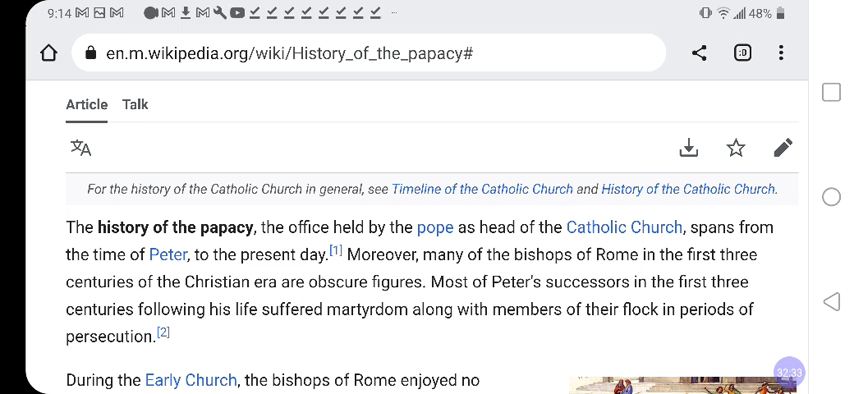 9:14
48%
en.m.wikipedia.org/wiki/History_of_the_papacy#
:D
Article Talk
For the history of the Catholic Church in general, see Timeline of the Catholic Church and History of the Catholic Church.
The history of the papacy, the office held by the pope as head of the Catholic Church, spans from
the time of Peter, to the present day.[1] Moreover, many of the bishops of Rome in the first three
centuries of the Christian era are obscure figures. Most of Peter's successors in the first three
centuries following his life suffered martyrdom along with members of their flock in periods of
persecution.[2]
During the Early Church, the bishops of Rome enjoyed no
32:33